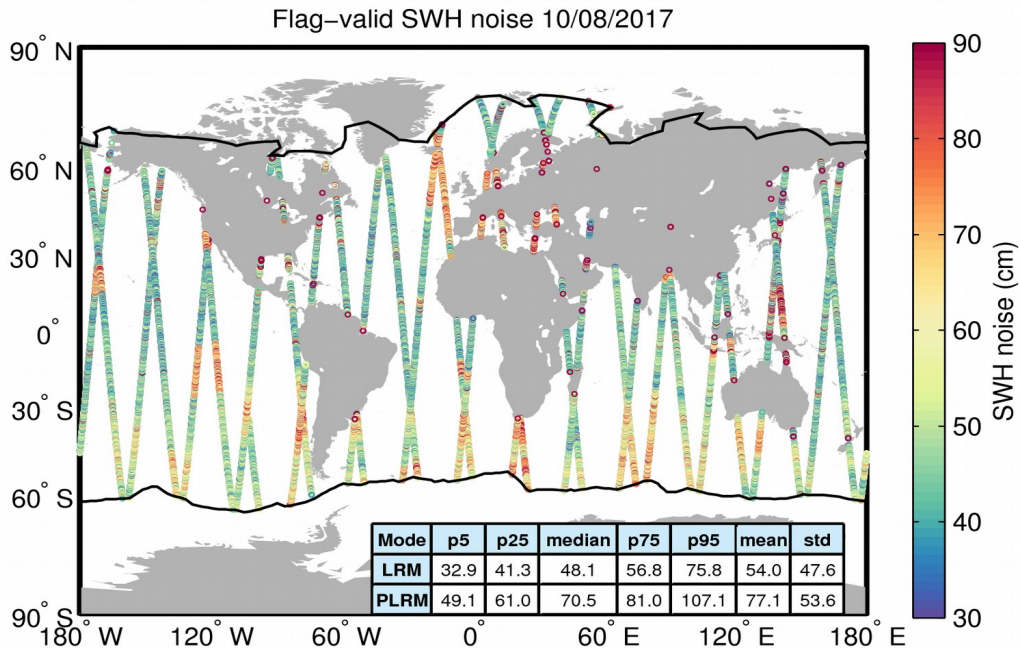 Flag−valid SWH noise 10/08/2017
90° N
60° N
30° N
0°
30° S
60° S
90° S
180° W
120° W
60° W
0°
60° E
120° E
180° E
90
80
70
60
50
40
30
SWH noise (cm)
Mode p5 p25 median p75 p95 mean std
LRM 32.9 41.3 48.1 56.8 75.8 54.0 47.6
PLRM 49.1 61.0 70.5 81.0 107.1 77.1 53.6